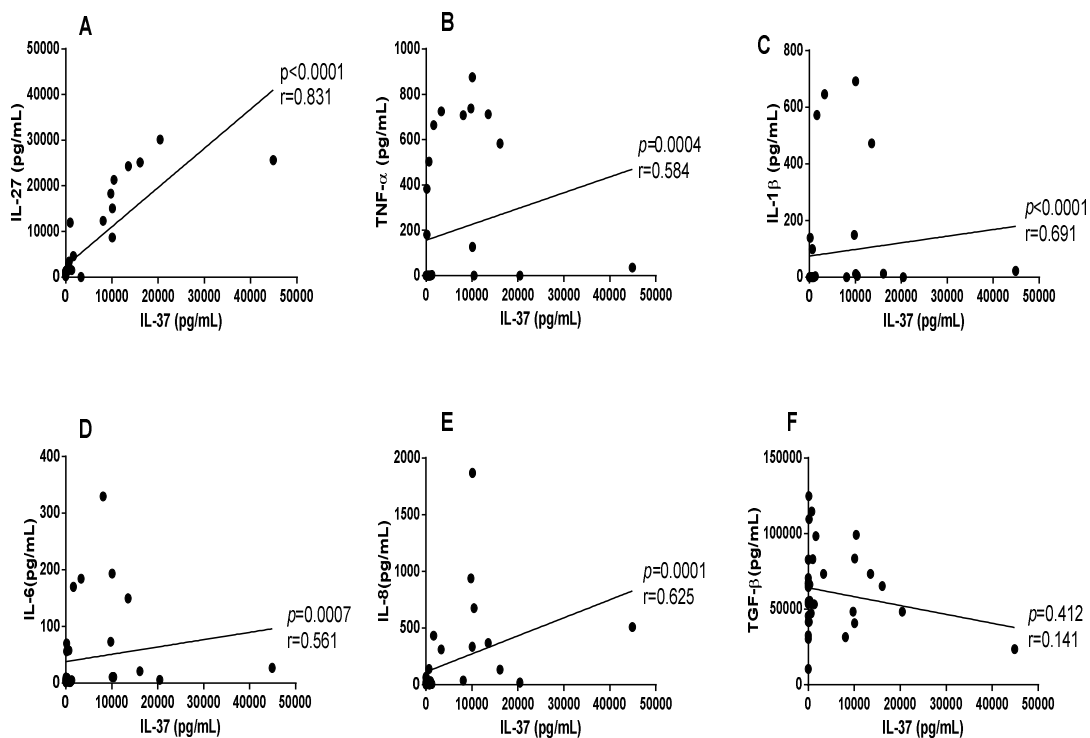 A
50000
40000
30000
20000
10000
0
IL-27 (pg/mL)
0 10000 20000 30000 40000 50000
IL-37 (pg/mL)
p<0.0001
r=0.831
B
1000
800
600
400
200
0
TNF-α (pg/mL)
0 10000 20000 30000 40000 50000
IL-37 (pg/mL)
p=0.0004
r=0.584
C
800
600
400
200
0
IL-1β (pg/mL)
0 10000 20000 30000 40000 50000
IL-37 (pg/mL)
p<0.0001
r=0.691
D
400
300
200
100
0
IL-6(pg/mL)
0 10000 20000 30000 40000 50000
IL-37 (pg/mL)
p=0.0007
r=0.561
E
2000
1500
1000
500
0
IL-8(pg/mL)
0 10000 20000 30000 40000 50000
IL-37 (pg/mL)
p=0.0001
r=0.625
F
150000
100000
50000
0
TGF-β(pg/mL)
0 10000 20000 30000 40000 50000
IL-37 (pg/mL)
p=0.412
r=0.141